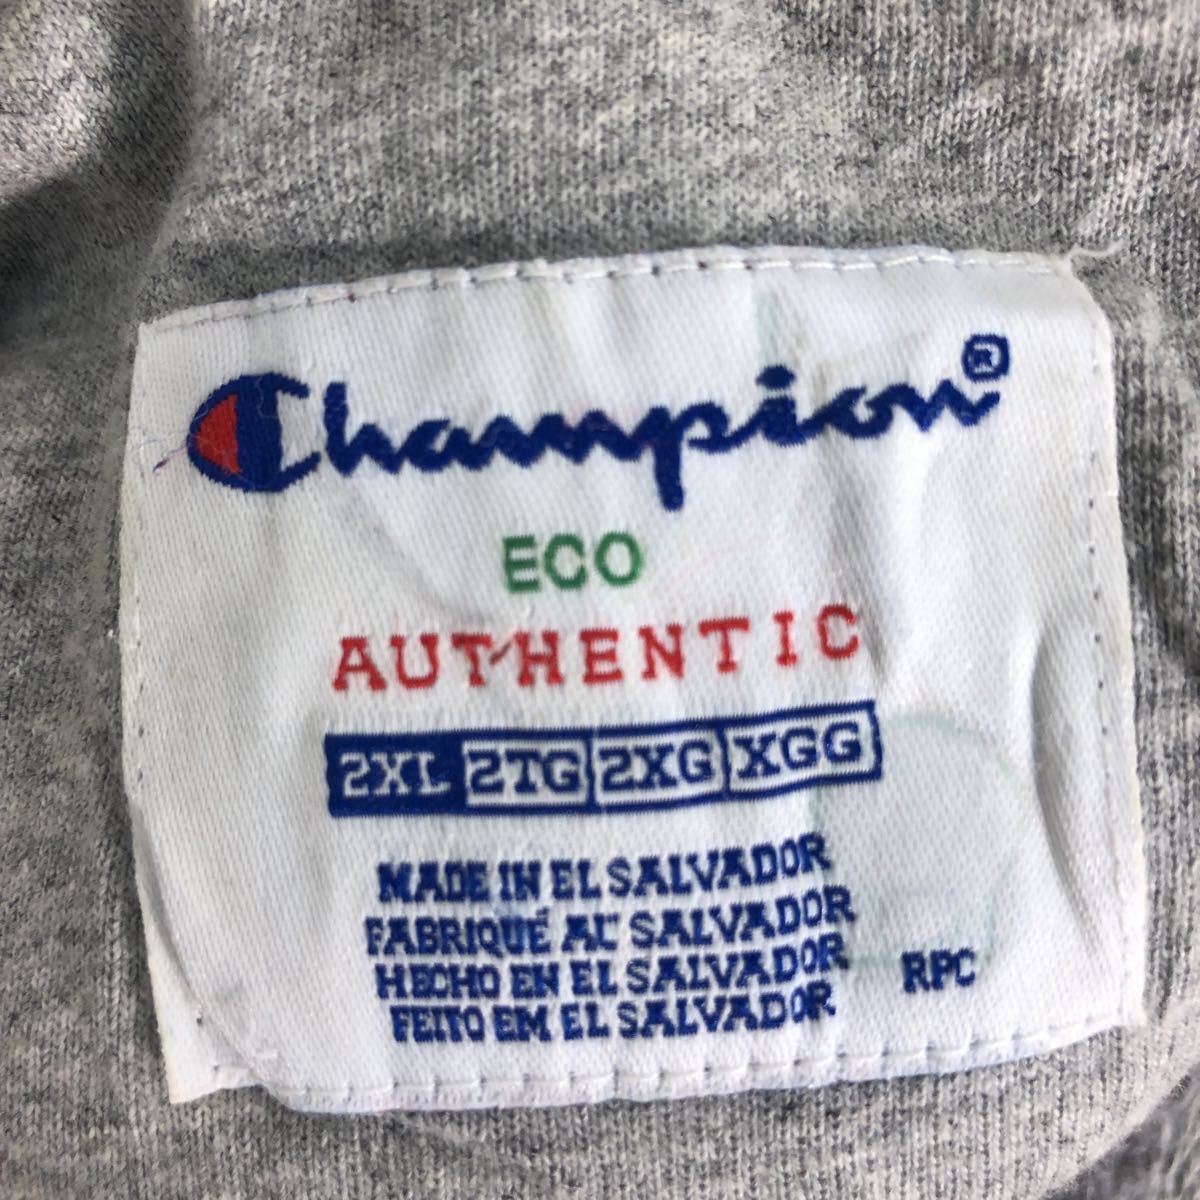 Champion®
ECO
AUTHENTIC
2XL 2TG 2XG XGG
MADE IN EL SALVADOR
FABRIQUÉ AL SALVADOR
HECHO EN EL SALVADOR
FEITO EM EL SALVADOR
RPC